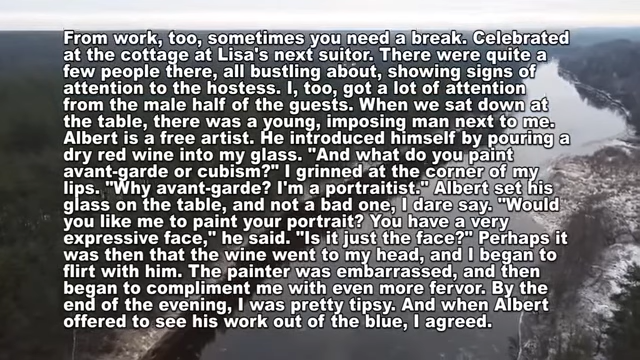 From work, too, sometimes you need a break. Celebrated
at the cottage at Lisa's next suitor. There were quite a
few people there, all bustling about, showing signs of
attention to the hostess. I, too, got a lot of attention
from the male half of the guests. When we sat down at
the table, there was a young, imposing man next to me.
Albert is a free artist. He introduced himself by pouring a
dry red wine into my glass. "And what do you paint
avant-garde or cubism?" I grinned at the corner of my
lips. "Why avant-garde? I'm a portraitist." Albert set his
glass on the table, and not a bad one, I dare say. "Would
you like me to paint your portrait? You have a very
expressive face," he said. "Is it just the face?" Perhaps it
was then that the wine went to my head, and I began to
flirt with him. The painter was embarrassed, and then
began to compliment me with even more fervor. By the
end of the evening, I was pretty tipsy. And when Albert
offered to see his work out of the blue, I agreed.